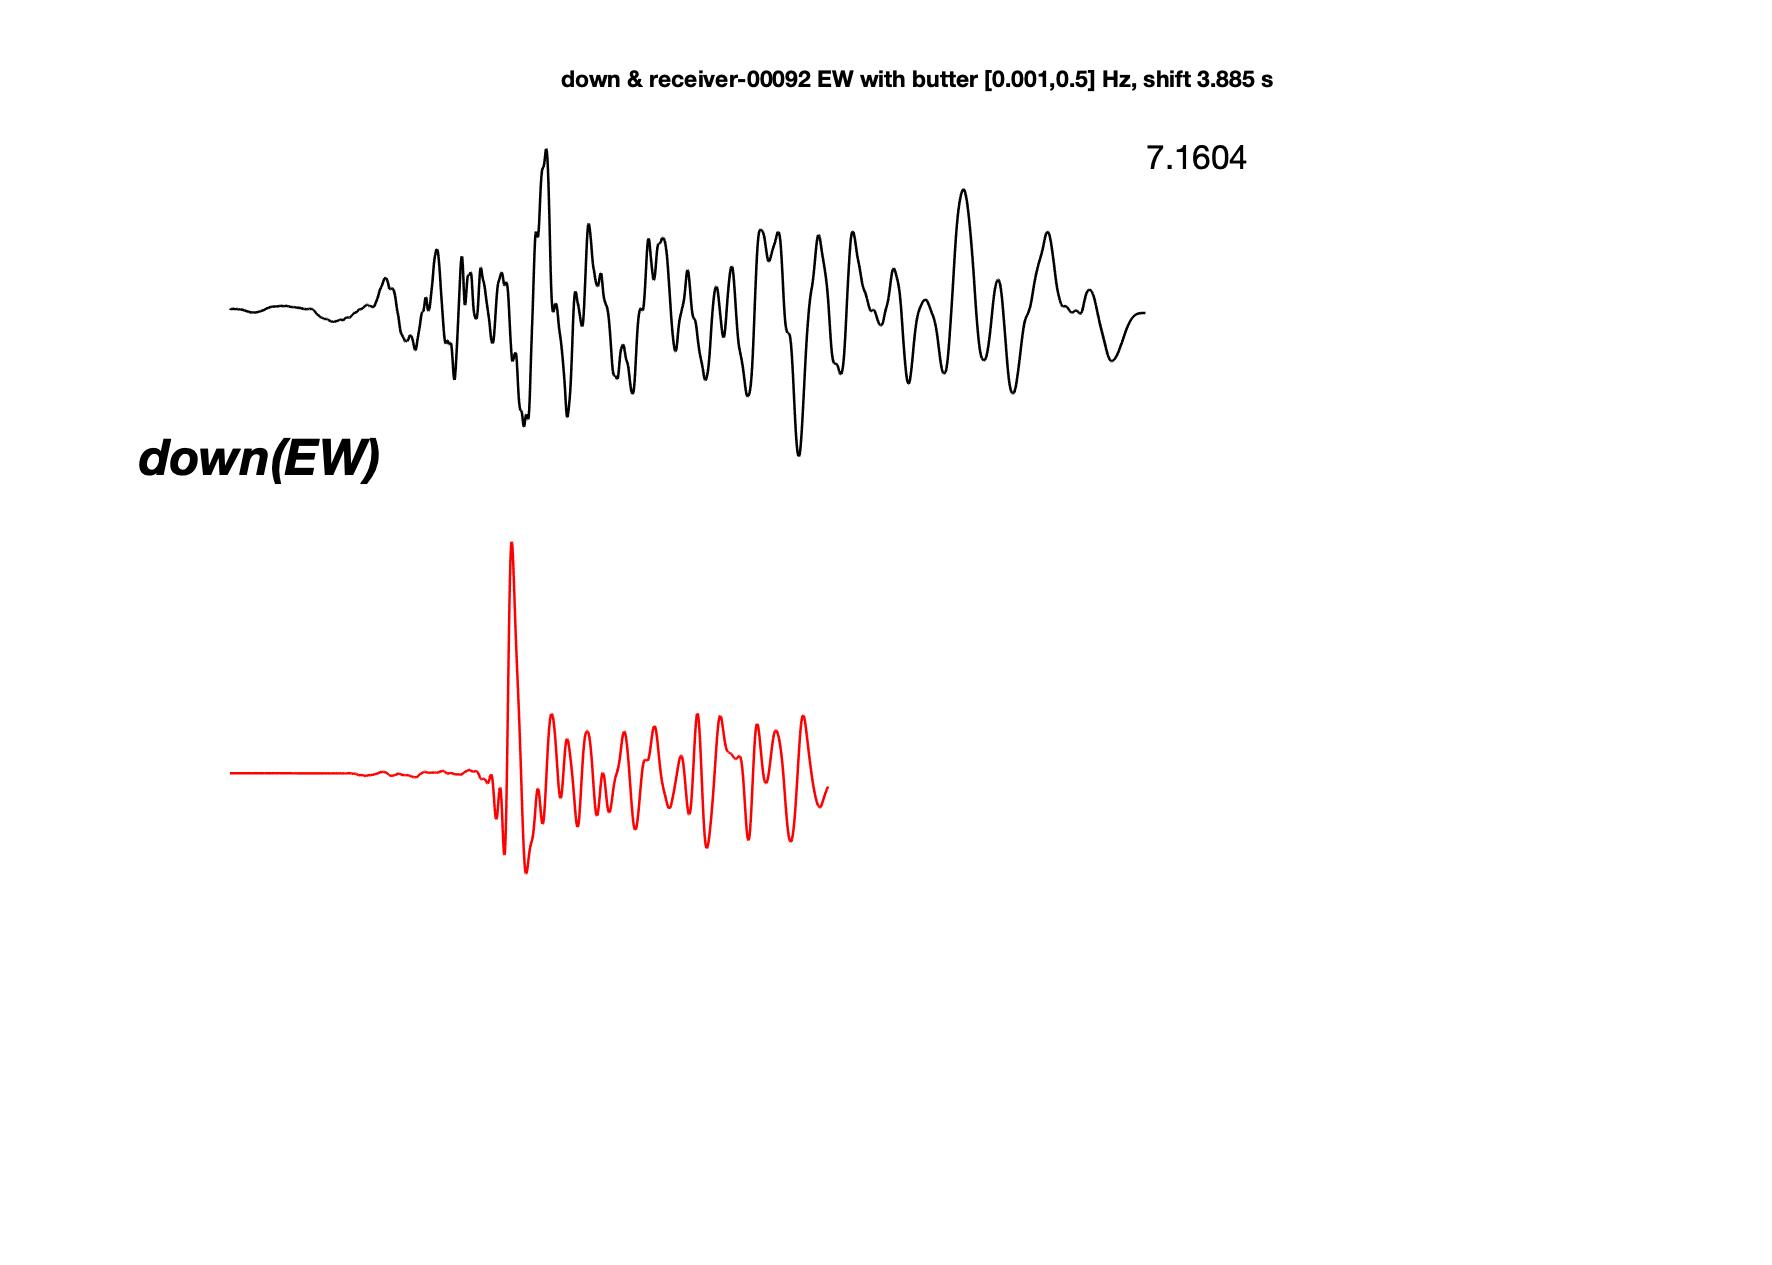 down & receiver-00092 EW with butter [0.001,0.5] Hz, shift 3.885 s
7.1604
down(EW)